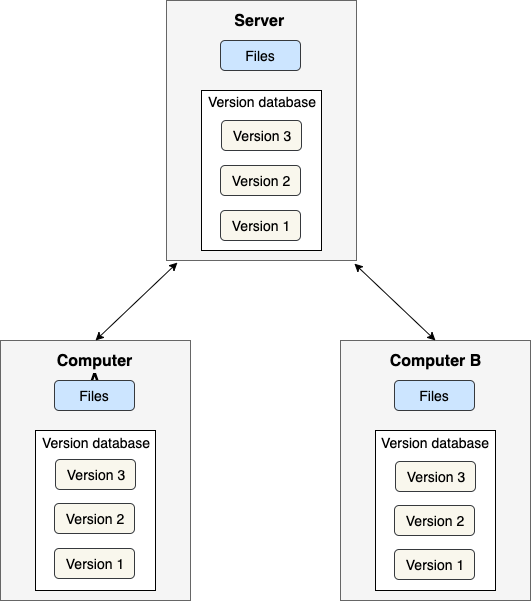 Server
Files
Version database
Version 3
Version 2
Version 1
Computer
A
Files
Version database
Version 3
Version 2
Version 1
Computer B
Files
Version database
Version 3
Version 2
Version 1